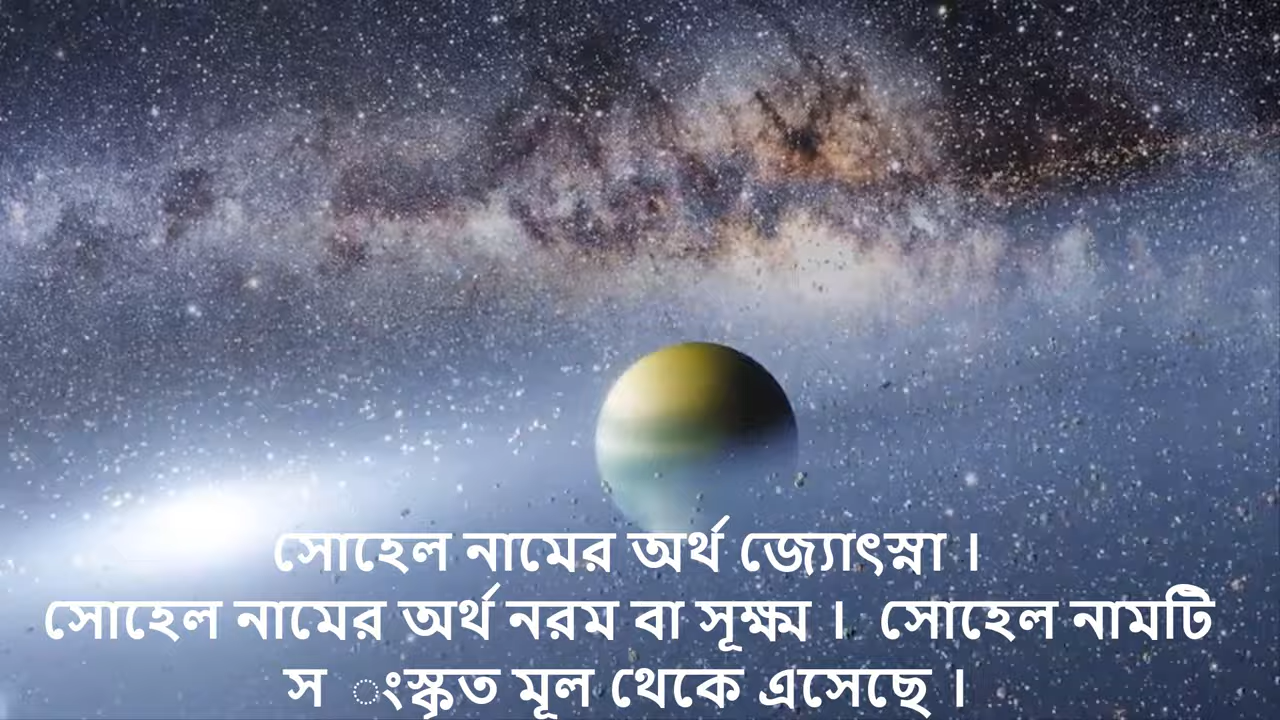 সোহেল নামের অর্থ জ্যোৎস্না ।
সোহেল নামের অর্থ নরম বা সূক্ষ্ম ।  সোহেল নামটি
স  ংস্কৃত মূল থেকে এসেছে ।